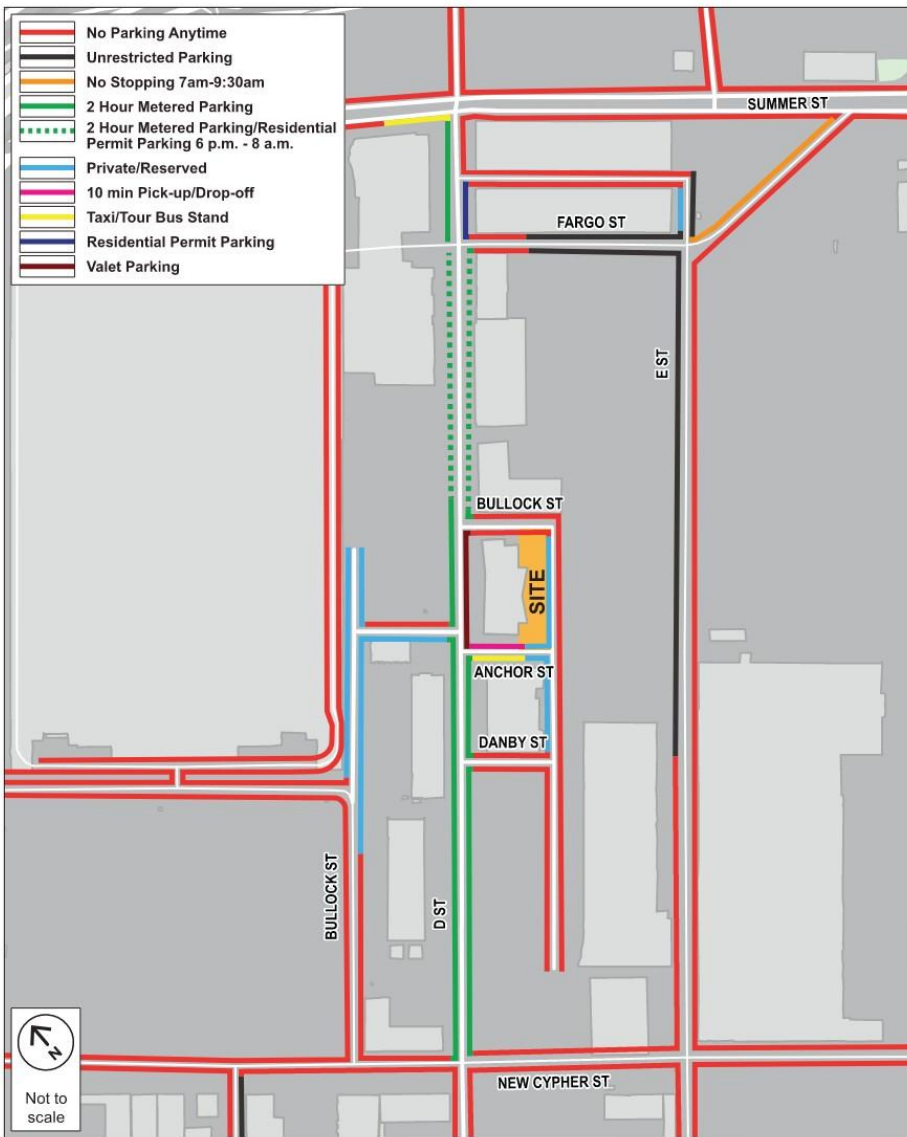 No Parking Anytime
Unrestricted Parking
No Stopping 7am-9:30am
2 Hour Metered Parking
2 Hour Metered Parking/Residential
Permit Parking 6 p.m. - 8 a.m.
Private/Reserved
10 min Pick-up/Drop-off
Taxi/Tour Bus Stand
Residential Permit Parking
Valet Parking
SUMMER ST
FARGO ST
E ST
BULLOCK ST
SITE
ANCHOR ST
DANBY ST
BULLOCK ST
D ST
NEW CYPHER ST
N
Not to
scale